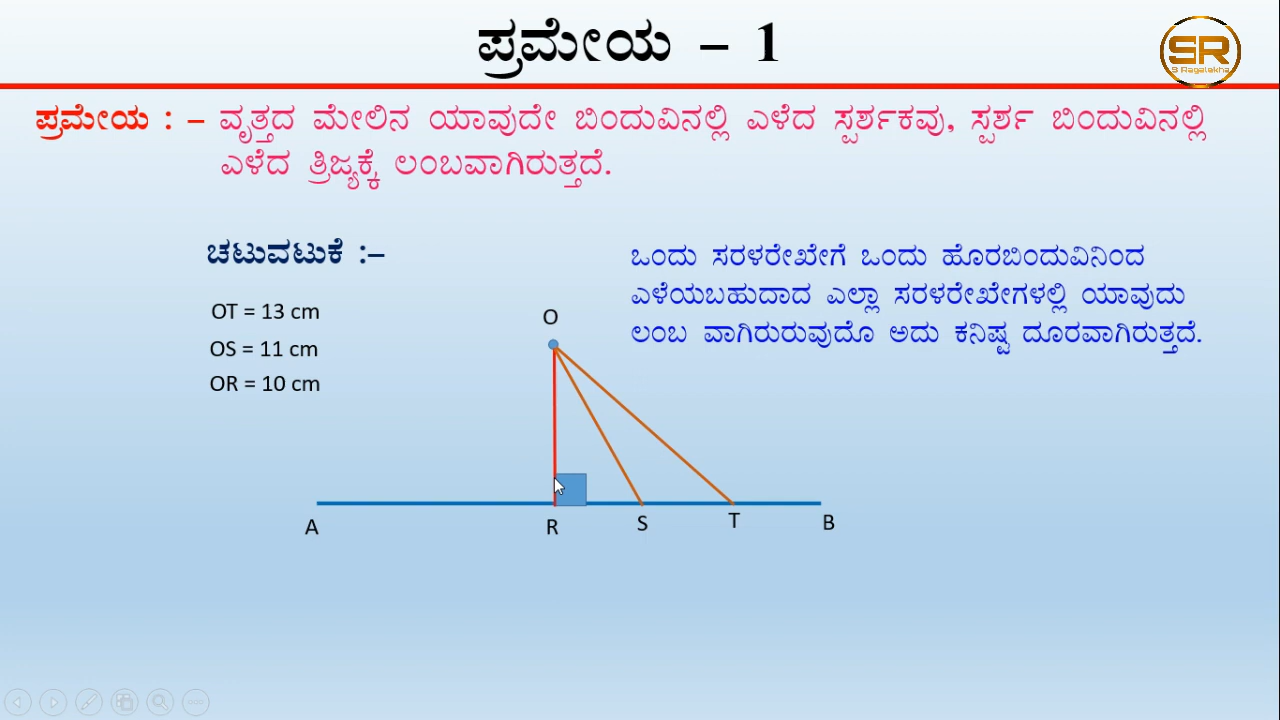 ಪ್ರಮೇಯ – 1
SR
S Ragalekha
ಪ್ರಮೇಯ : – ವೃತ್ತದ ಮೇಲಿನ ಯಾವುದೇ ಬಿಂದುವಿನಲ್ಲಿ ಎಳೆದ ಸ್ಪರ್ಶಕವು, ಸ್ಪರ್ಶ ಬಿಂದುವಿನಲ್ಲಿ
ಎಳೆದ ತ್ರಿಜ್ಯಕ್ಕೆ ಲಂಬವಾಗಿರುತ್ತದೆ.
ಚಟುವಟುಕೆ :–
ಒಂದು ಸರಳರೇಖೇಗೆ ಒಂದು ಹೊರಬಿಂದುವಿನಿಂದ
ಎಳೆಯಬಹುದಾದ ಎಲ್ಲಾ ಸರಳರೇಖೇಗಳಲ್ಲಿ ಯಾವುದು
ಲಂಬ ವಾಗಿರುರುವುದೊ ಅದು ಕನಿಷ್ಟ ದೂರವಾಗಿರುತ್ತದೆ.
OT = 13 cm
OS = 11 cm
OR = 10 cm
O
A
R
S
T
B